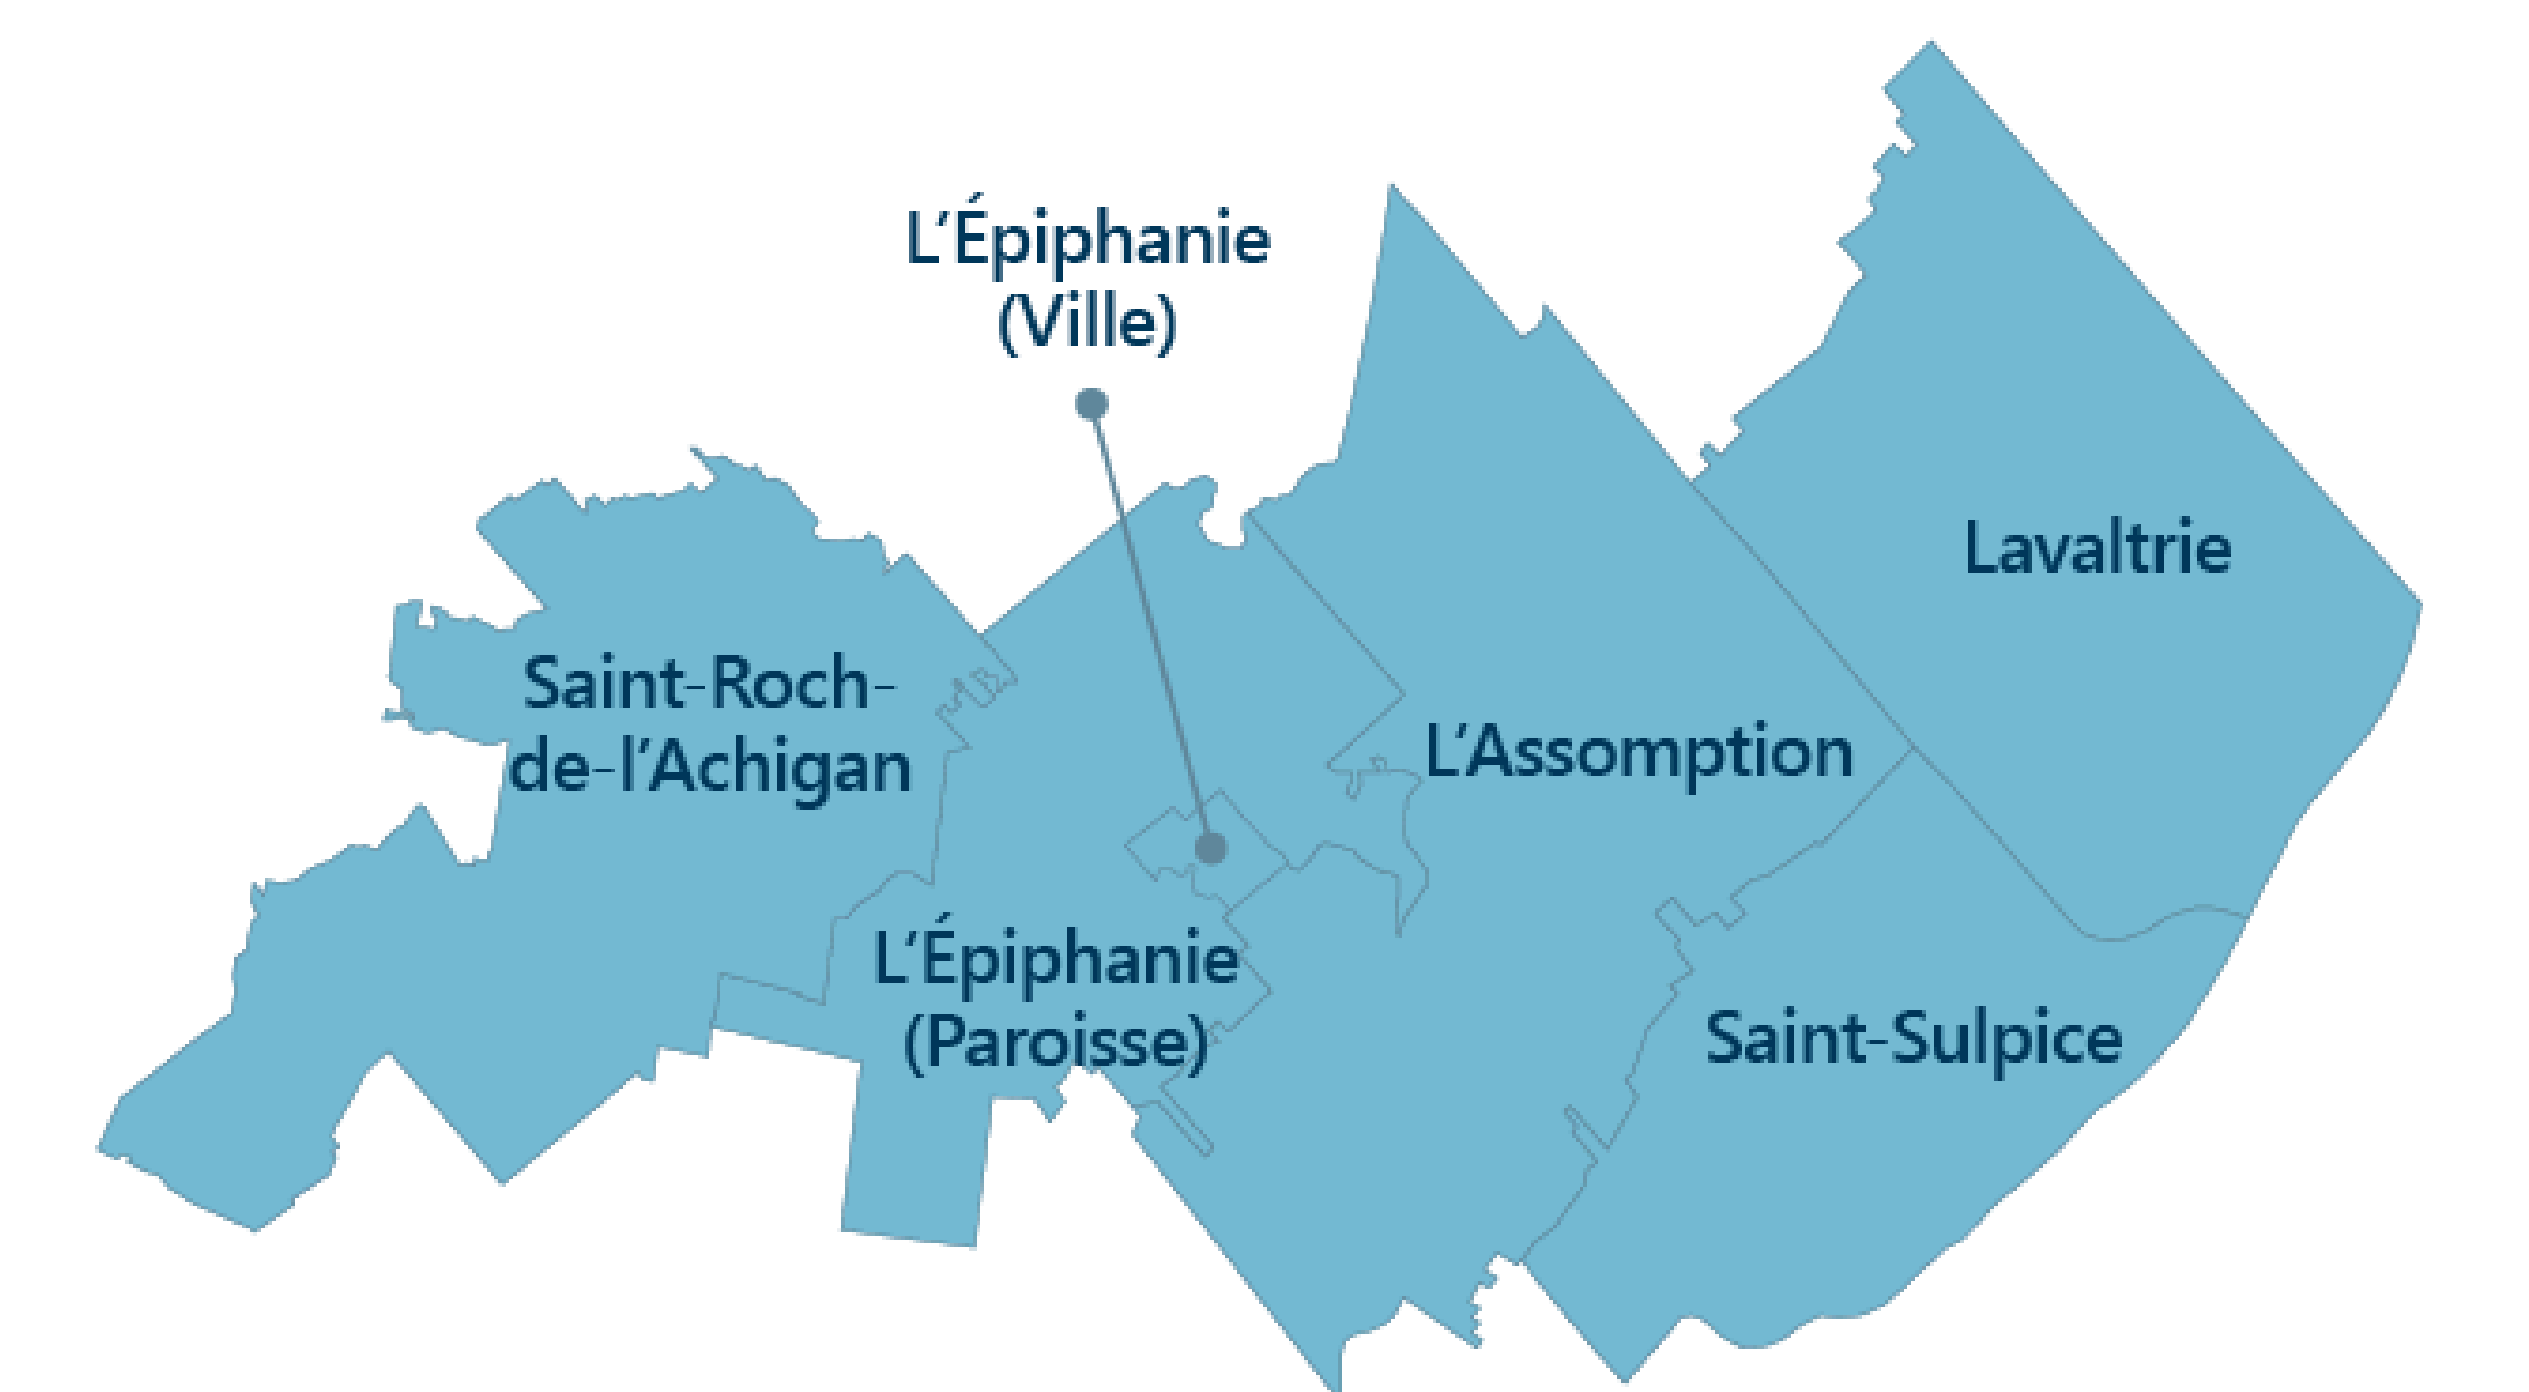 L'Épiphanie
(Ville)
Lavaltrie
Saint-Roch-
de-l'Achigan
L'Assomption
L'Épiphanie
(Paroisse)
Saint-Sulpice